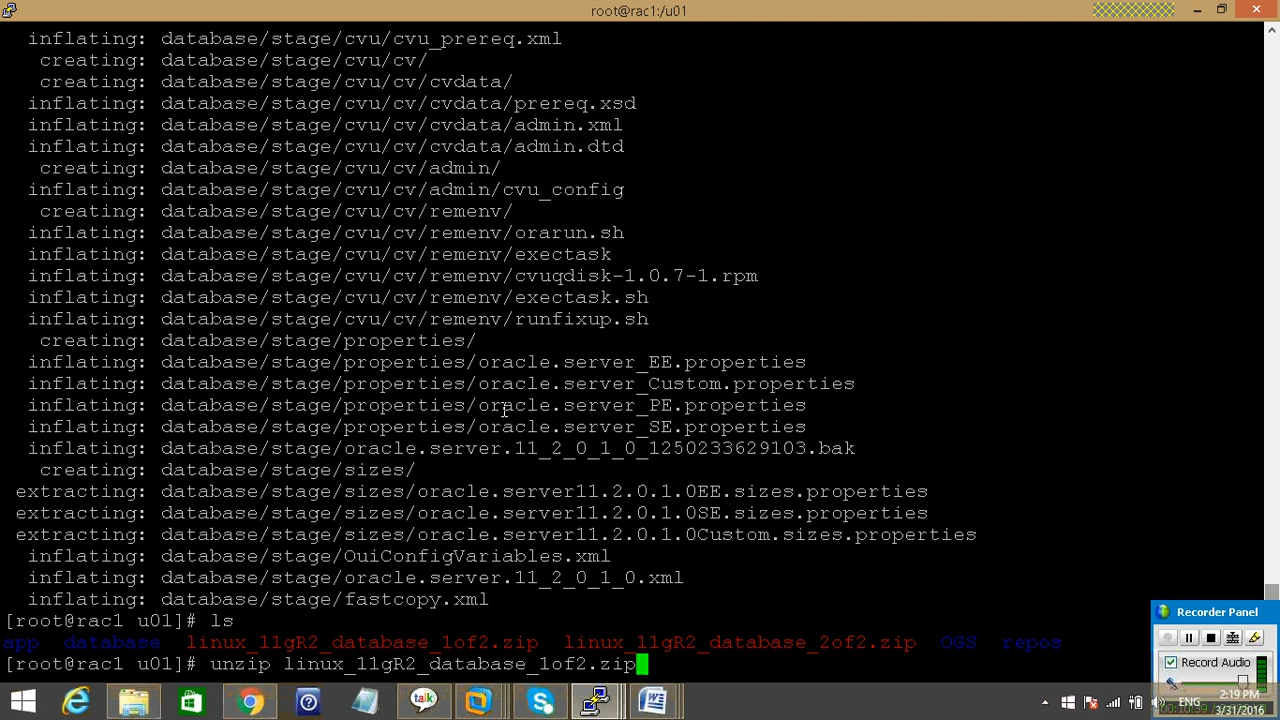 root@rac1:/u01
inflating: database/stage/cvu/cvu_prereq.xml
creating: database/stage/cvu/cv/
creating: database/stage/cvu/cv/cvdata/
inflating: database/stage/cvu/cv/cvdata/prereq.xsd
inflating: database/stage/cvu/cv/cvdata/admin.xml
inflating: database/stage/cvu/cv/cvdata/admin.dtd
creating: database/stage/cvu/cv/admin/
inflating: database/stage/cvu/cv/admin/cvu_config
creating: database/stage/cvu/cv/remenv/
inflating: database/stage/cvu/cv/remenv/orarun.sh
inflating: database/stage/cvu/cv/remenv/exectask
inflating: database/stage/cvu/cv/remenv/cvuqdisk-1.0.7-1.rpm
inflating: database/stage/cvu/cv/remenv/exectask.sh
inflating: database/stage/cvu/cv/remenv/runfixup.sh
creating: database/stage/properties/
inflating: database/stage/properties/oracle.server_EE.properties
inflating: database/stage/properties/oracle.server_Custom.properties
inflating: database/stage/properties/oracle.server_PE.properties
inflating: database/stage/properties/oracle.server_SE.properties
inflating: database/stage/oracle.server.11_2_0_1_0_1250233629103.bak
creating: database/stage/sizes/
extracting: database/stage/sizes/oracle.server11.2.0.1.0EE.sizes.properties
extracting: database/stage/sizes/oracle.server11.2.0.1.0SE.sizes.properties
extracting: database/stage/sizes/oracle.server11.2.0.1.0Custom.sizes.properties
inflating: database/stage/OuiConfigVariables.xml
inflating: database/stage/oracle.server.11_2_0_1_0.xml
inflating: database/stage/fastcopy.xml
[root@rac1 u01]# ls
app database linux_11gR2_database_1of2.zip linux_11gR2_database_2of2.zip OGS repos
[root@rac1 u01]# unzip linux_11gR2_database_1of2.zip
Recorder Panel
Record Audio
talk
ENG
2:19 PM
3/31/2016